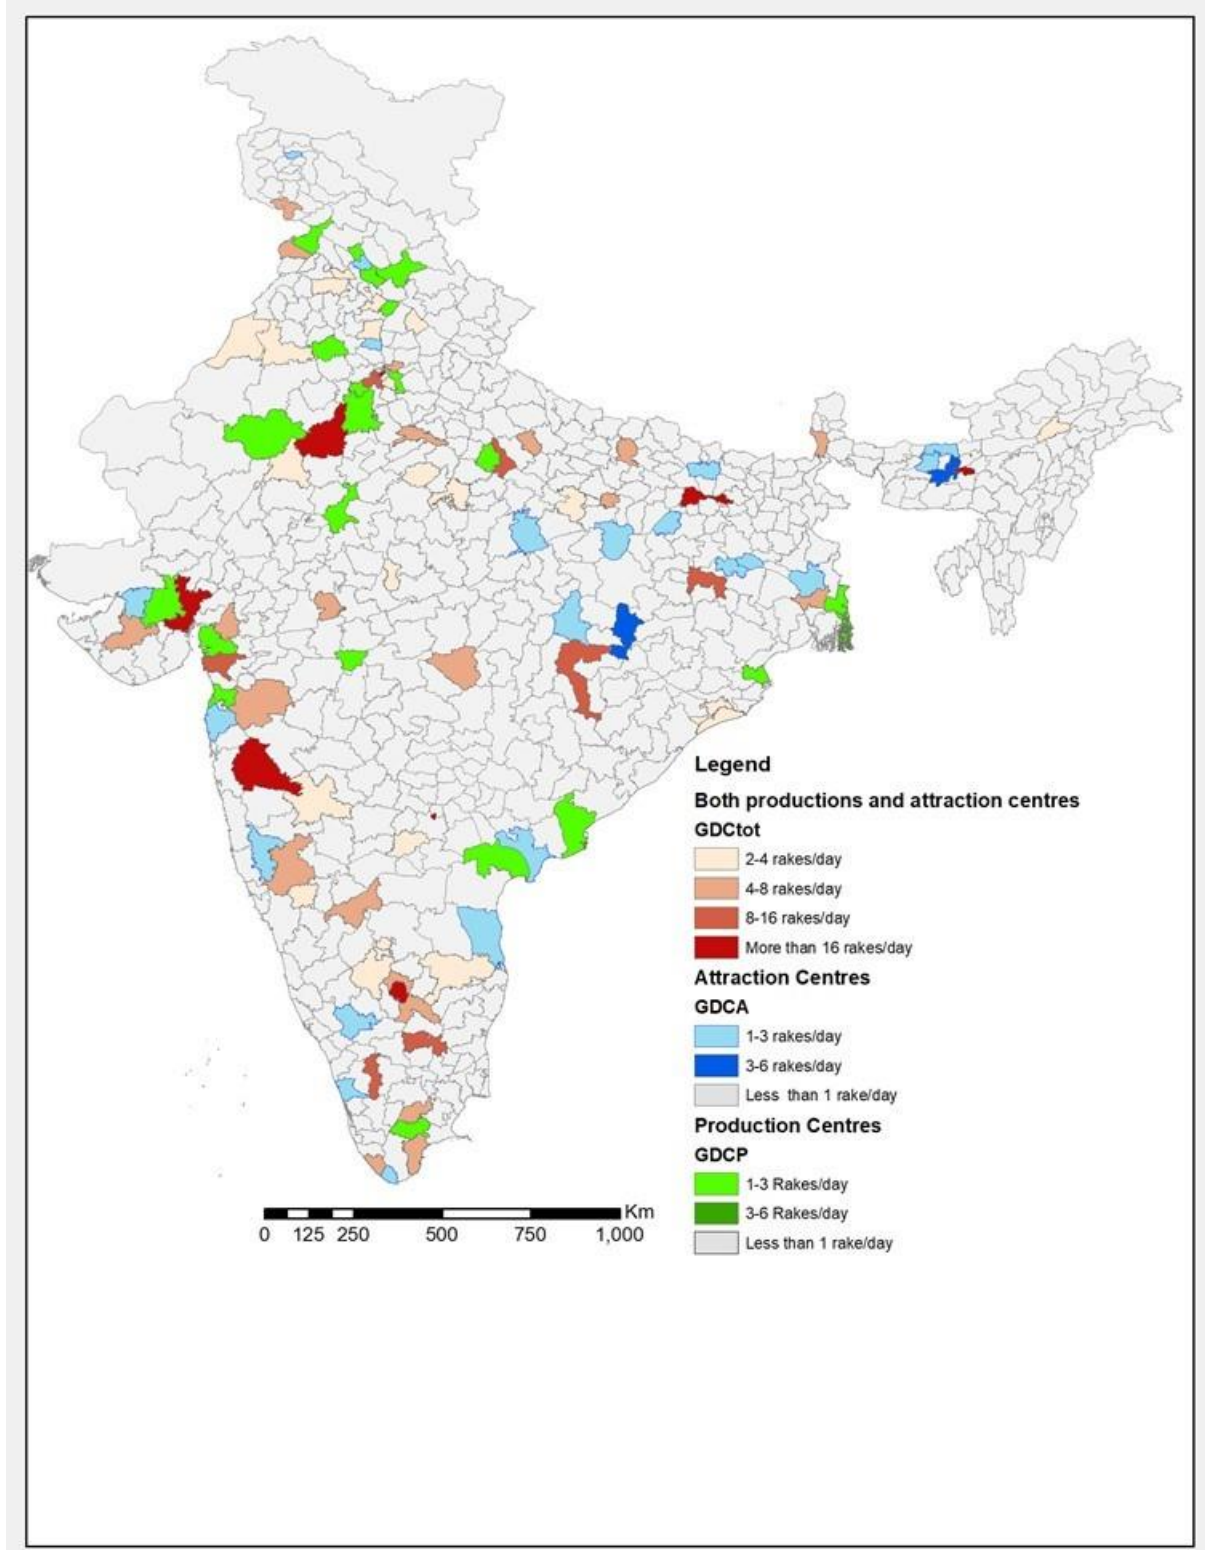 Legend
Both productions and attraction centres
GDCtot
2-4 rakes/day
4-8 rakes/day
8-16 rakes/day
More than 16 rakes/day
Attraction Centres
GDCA
1-3 rakes/day
3-6 rakes/day
Less than 1 rake/day
Production Centres
GDCP
1-3 Rakes/day
3-6 Rakes/day
Less than 1 rake/day
Km
0 125 250 500 750 1,000